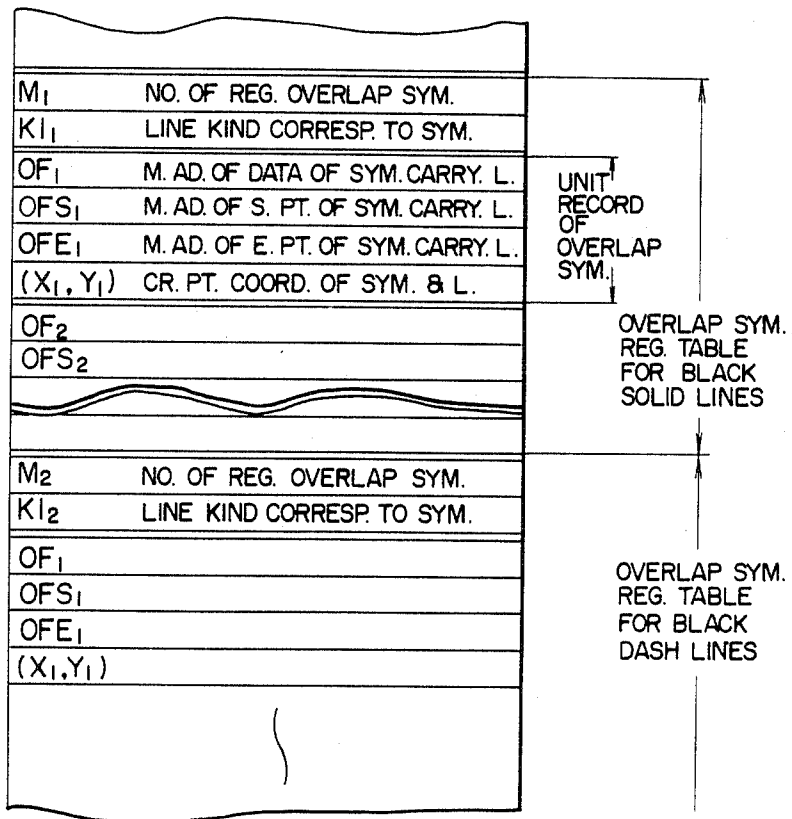 M₁ NO. OF REG. OVERLAP SYM.
KI₁ LINE KIND CORRESP. TO SYM.
OF₁ M. AD. OF DATA OF SYM. CARRY. L.
OFS₁ M. AD. OF S. PT. OF SYM. CARRY. L.
OFE₁ M. AD. OF E. PT. OF SYM. CARRY. L.
(X₁, Y₁) CR. PT. COORD. OF SYM. & L.
OF₂
OFS₂
UNIT
RECORD
OF
OVERLAP
SYM.
OVERLAP SYM.
REG. TABLE
FOR BLACK
SOLID LINES
M₂ NO. OF REG. OVERLAP SYM.
KI₂ LINE KIND CORRESP. TO SYM.
OF₁
OFS₁
OFE₁
(X₁, Y₁)
OVERLAP SYM.
REG. TABLE
FOR BLACK
DASH LINES